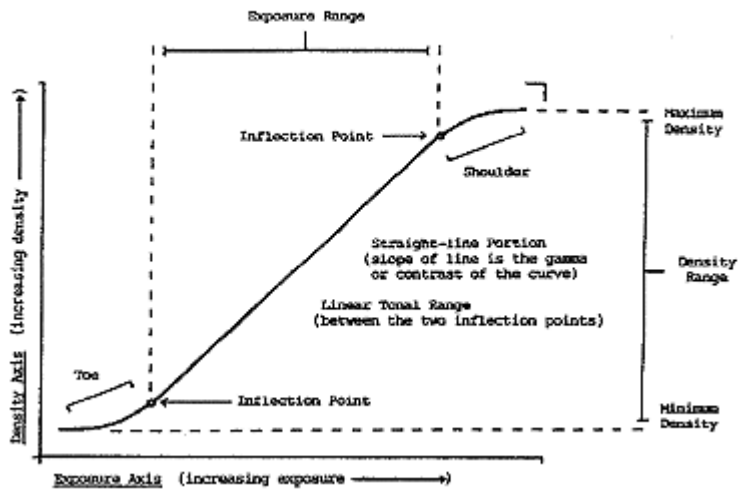 Exposure Range
Inflection Point
Maximum
Density
Shoulder
Straight-line Portion
(slope of line is the gamma
or contrast of the curve)
Density
Range
Linear Tonal Range
(between the two inflection points)
Density Axis (increasing density
Toe
Inflection Point
Minimum
Density
Exposure Axis (increasing exposure )